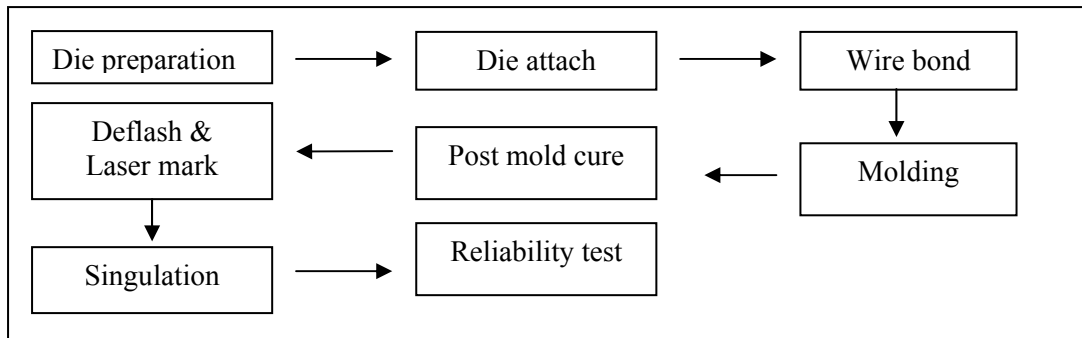 Die preparation
Die attach
Wire bond
Molding
Post mold cure
Deflash &
Laser mark
Singulation
Reliability test